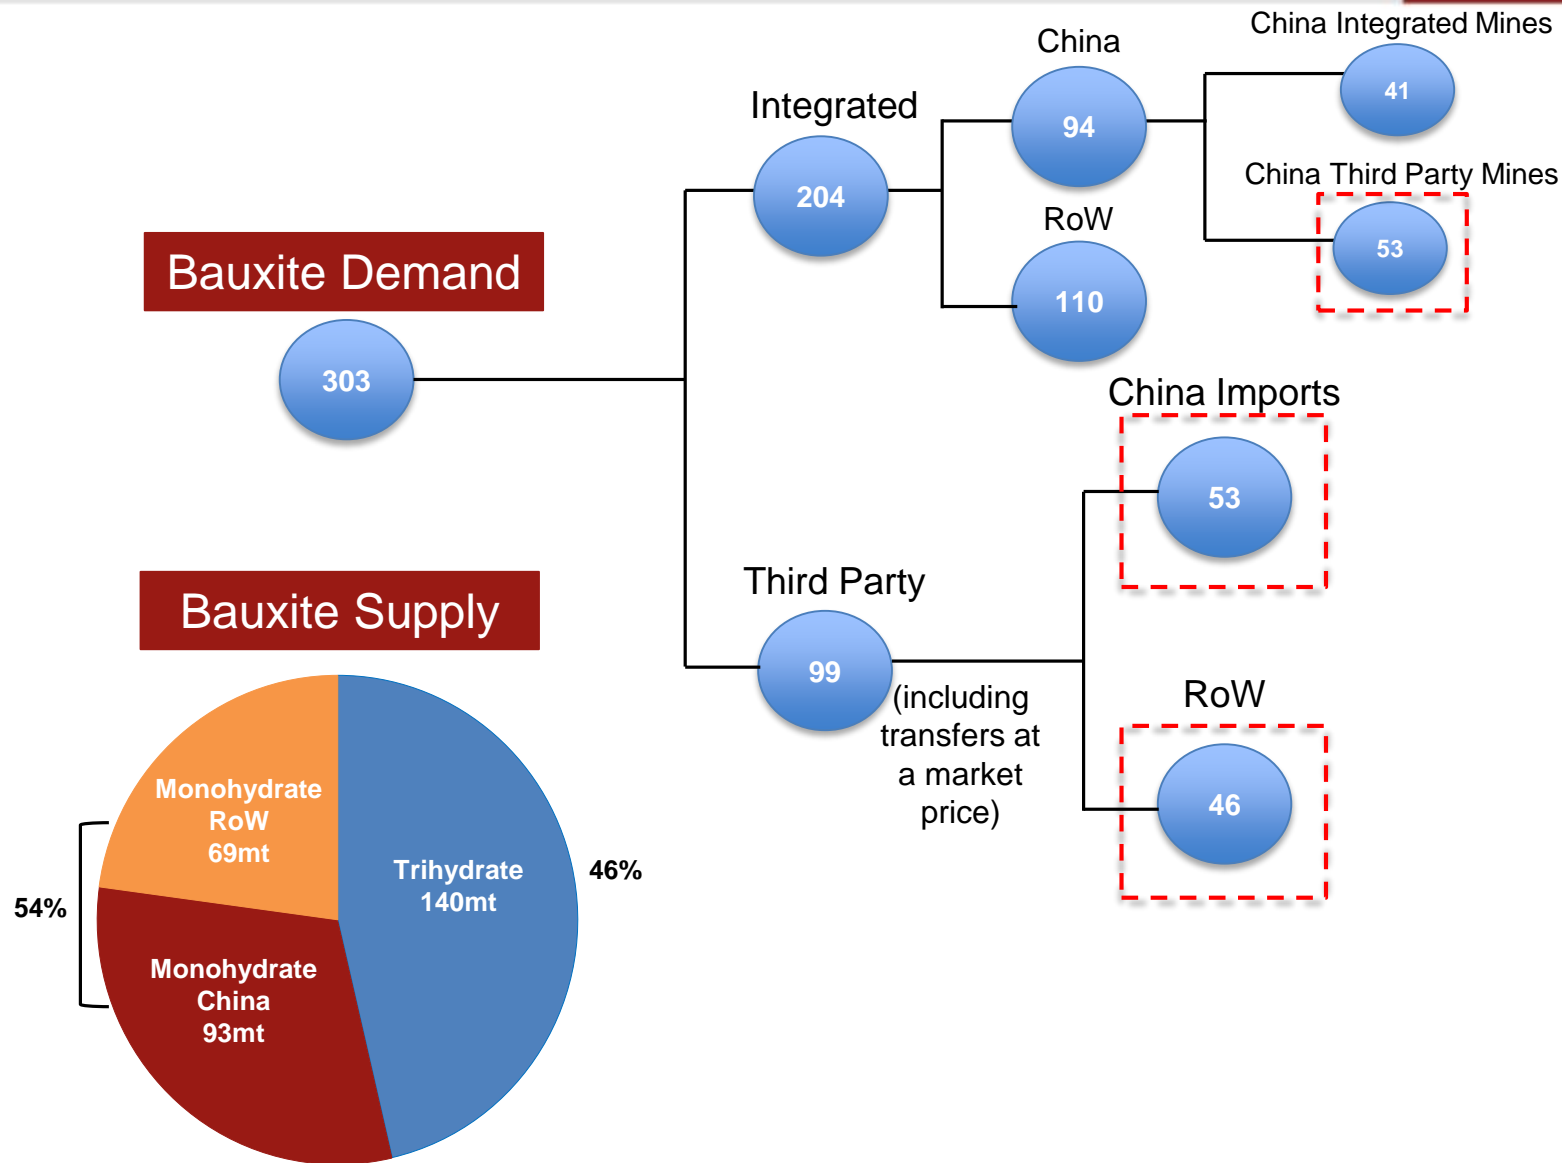 China Integrated Mines
41
China
94
Integrated
204
China Third Party Mines
53
RoW
110
Bauxite Demand
303
China Imports
53
Third Party
99
(including
transfers at
a market
price)
RoW
46
Bauxite Supply
Monohydrate
RoW
69mt
Trihydrate
140mt
46%
54%
Monohydrate
China
93mt